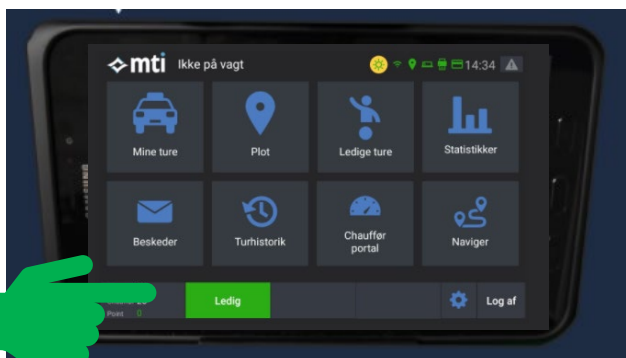 mti Ikke på vagt 14:34
Mine ture
Plot
Ledige ture
Statistikker
Beskeder
Turhistorik
Chauffør
portal
Naviger
Ledig
Log af
Point 0
SAMSUNG